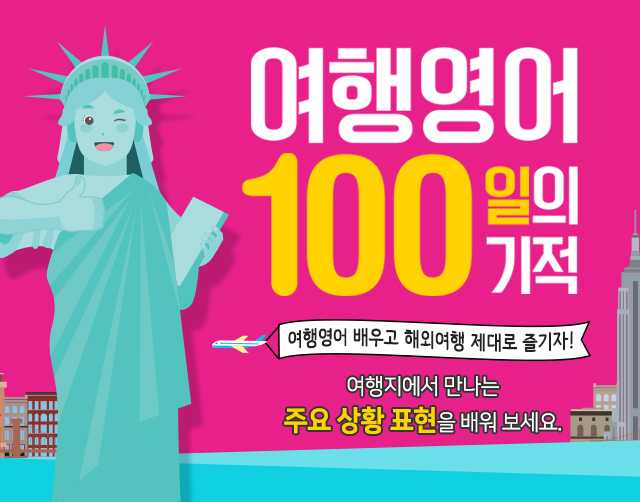 여행영어
100일의
기적
여행영어 배우고 해외여행 제대로 즐기자!
여행지에서 만나는
주요 상황 표현을 배워 보세요.